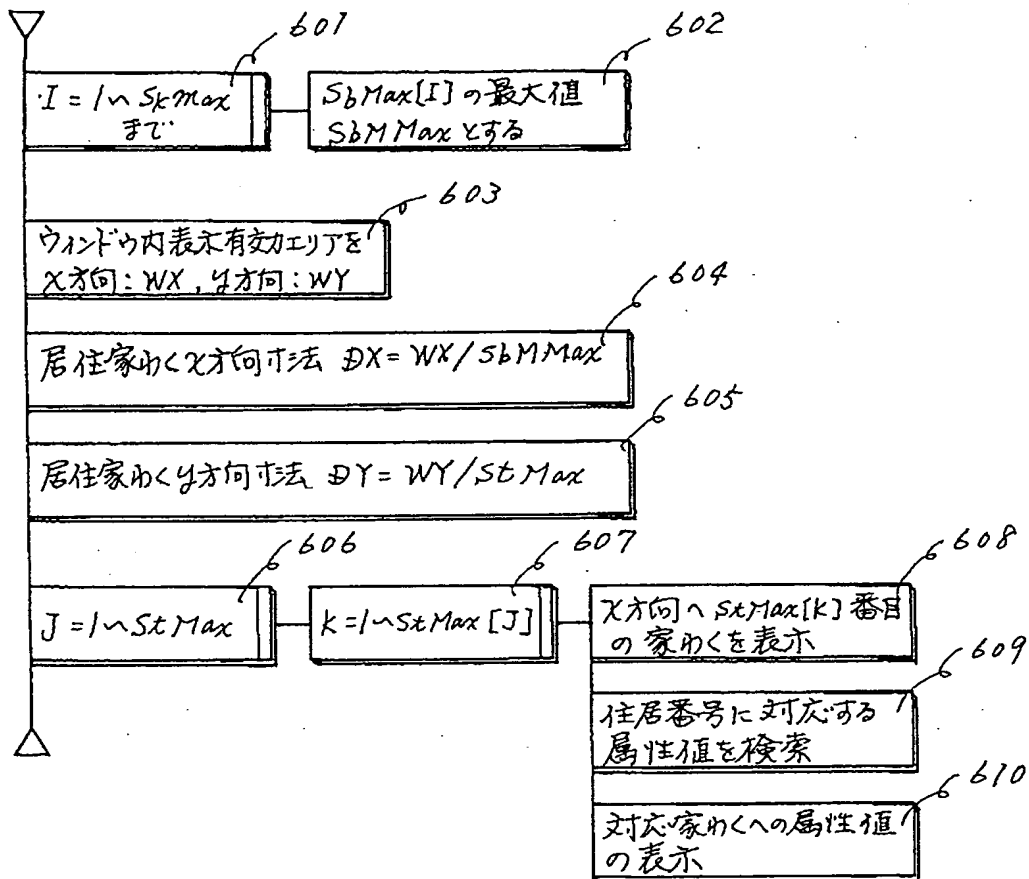 601
I = 1~Skmax
まで
602
SbMax[I] の最大値
SbMMax とする
603
ウィンドウ内表示有効エリアを
x方向: WX, y方向: WY
604
居住家わくx方向寸法 DX = WX / SbMMax
605
居住家わくy方向寸法 DY = WY / StMax
606
J = 1~StMax
607
K = 1~StMax [J]
608
x方向へ StMax[K] 番目
の家わくを表示
609
住居番号に対応する
属性値を検索
610
対応家わくへの属性値
の表示